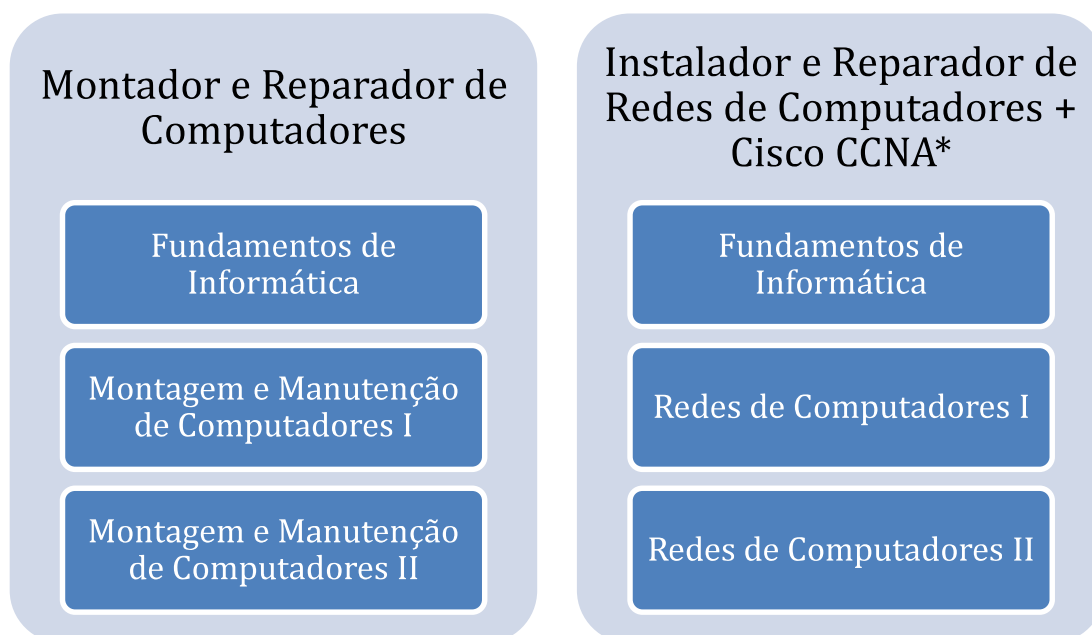 Montador e Reparador de
Computadores
Fundamentos de
Informática
Montagem e Manutenção
de Computadores I
Montagem e Manutenção
de Computadores II
Instalador e Reparador de
Redes de Computadores +
Cisco CCNA*
Fundamentos de
Informática
Redes de Computadores I
Redes de Computadores II